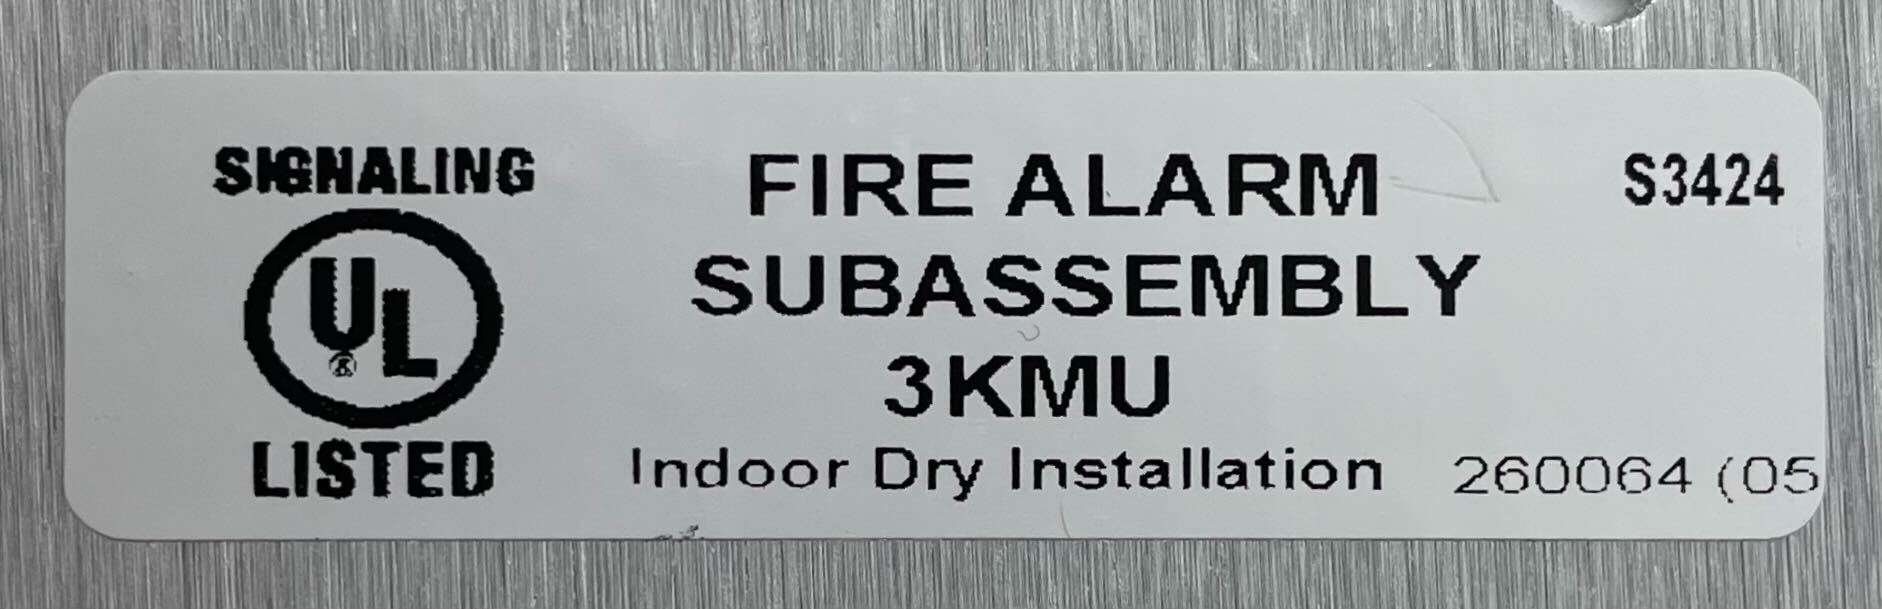 SIGNALING
UL
®
LISTED
FIRE ALARM
SUBASSEMBLY
3KMU
Indoor Dry Installation
S3424
260064 (05